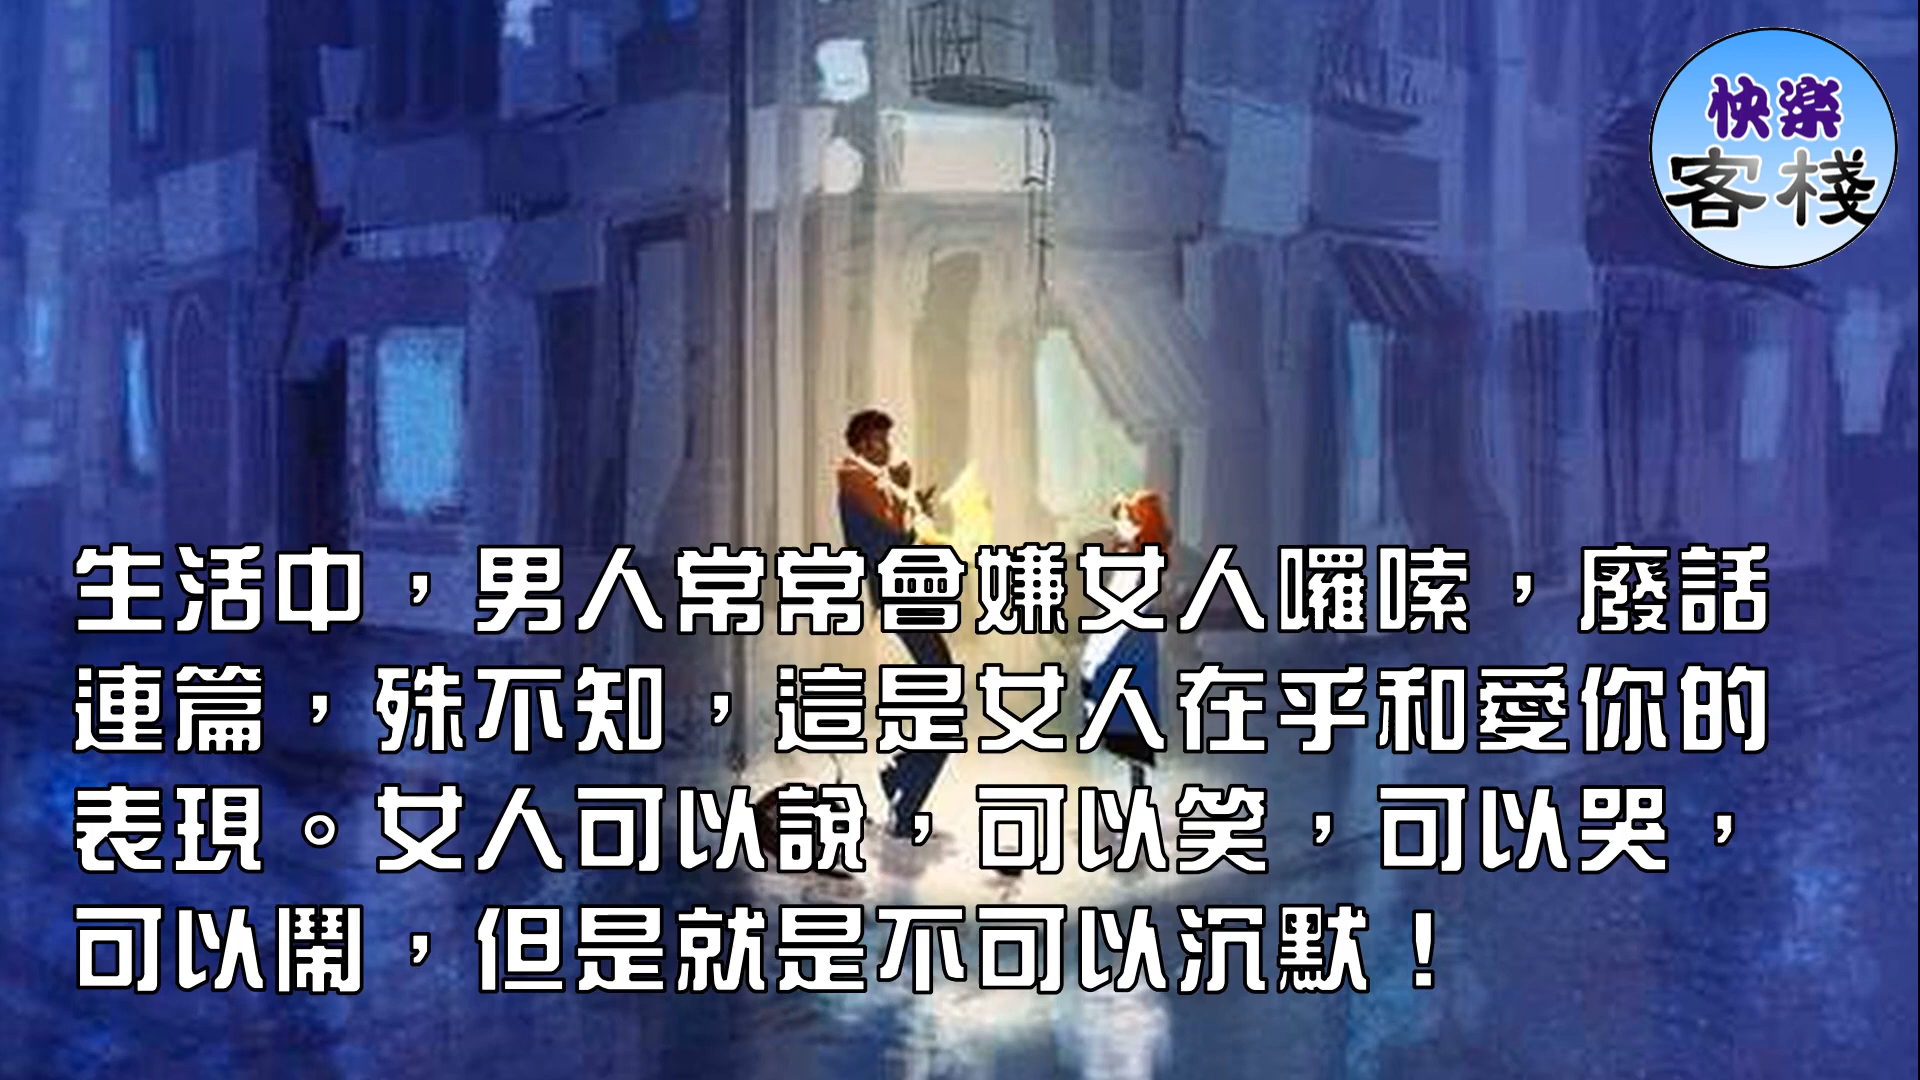 快樂
客棧
生活中，男人常常會嫌女人囉嗦，廢話
連篇，殊不知，這是女人在乎和愛你的
表現。女人可以說，可以笑，可以哭，
可以鬧，但是就是不可以沉默！